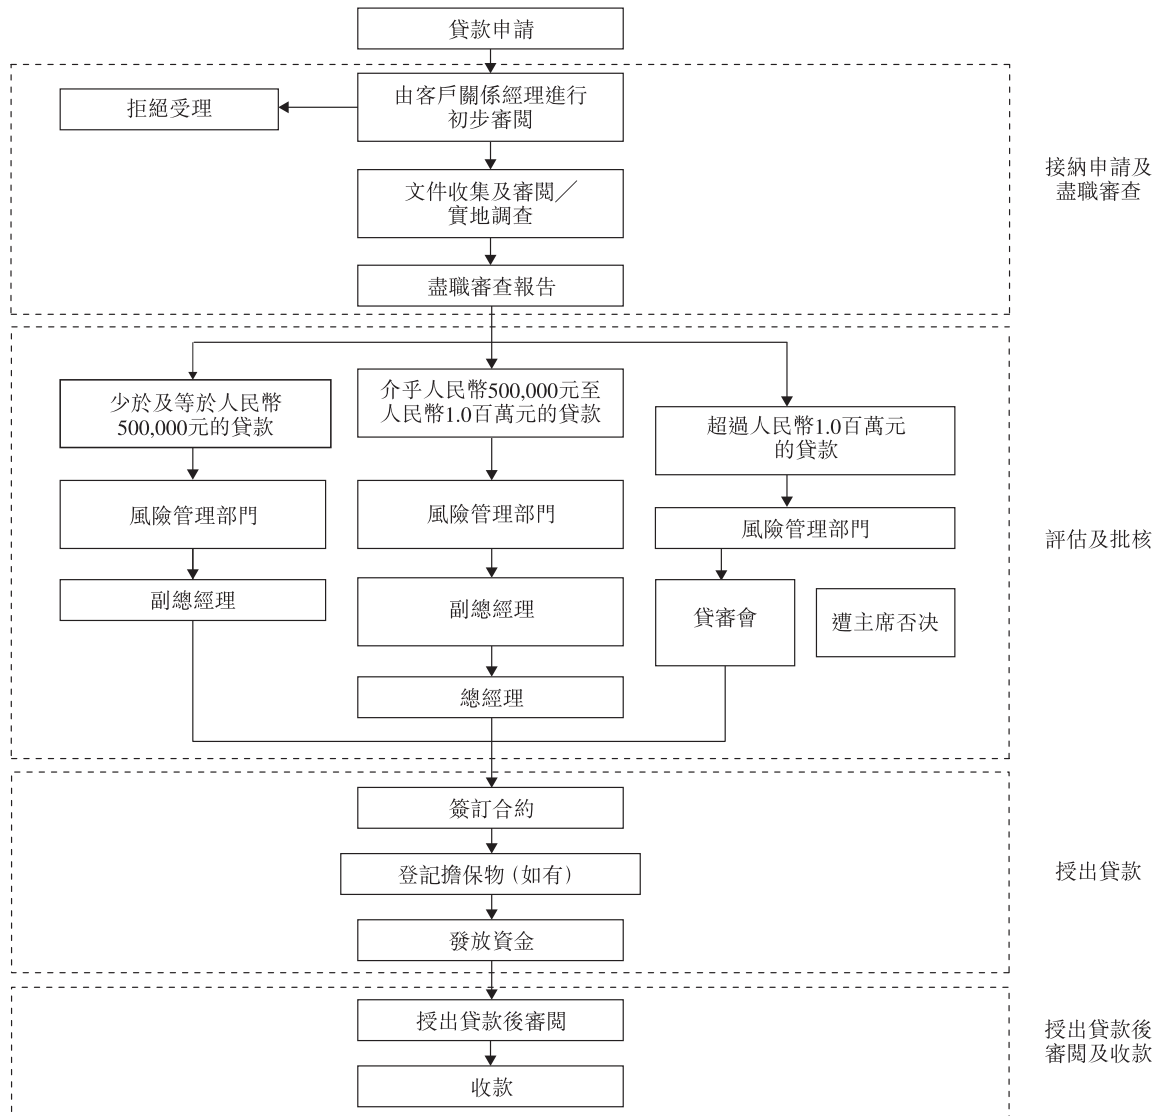 貸款申請
由客戶關係經理進行
初步審閱
拒絕受理
文件收集及審閱／
實地調查
盡職審查報告
接納申請及
盡職審查
少於及等於人民幣
500,000元的貸款
介乎人民幣500,000元至
人民幣1.0百萬元的貸款
超過人民幣1.0百萬元
的貸款
風險管理部門
風險管理部門
風險管理部門
副總經理
副總經理
貸審會
遭主席否決
總經理
評估及批核
簽訂合約
登記擔保物（如有）
發放資金
授出貸款
授出貸款後審閱
收款
授出貸款後
審閱及收款